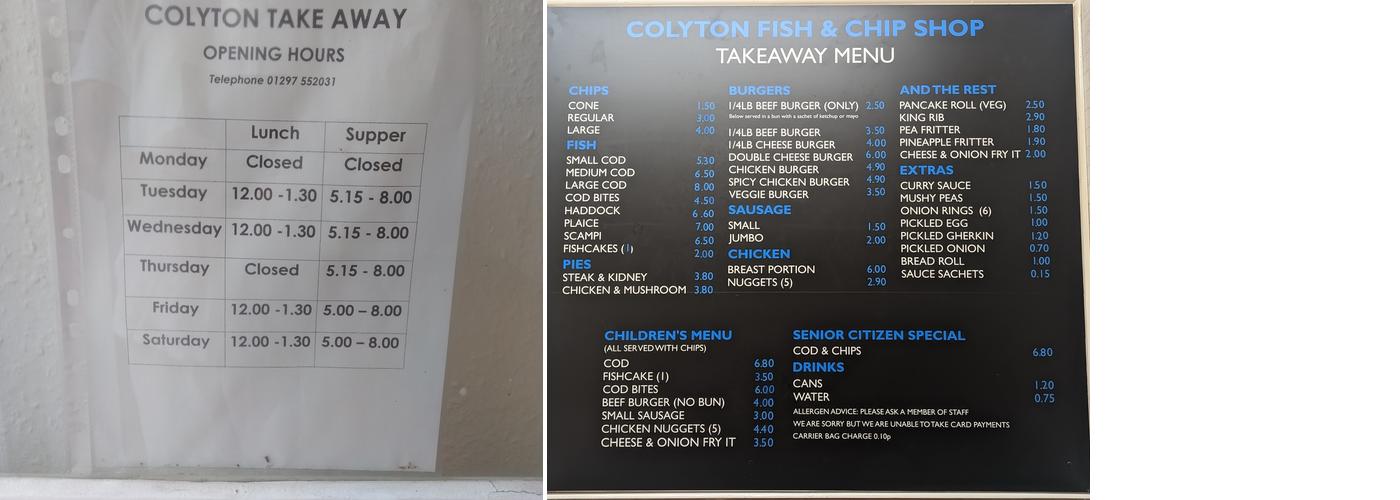 COLYTON TAKE AWAY
OPENING HOURS
Telephone 01297 552031
Lunch Supper
Monday Closed Closed
Tuesday 12.00 -1.30 5.15 - 8.00
Wednesday 12.00 -1.30 5.15 - 8.00
Thursday Closed 5.15 - 8.00
Friday 12.00 -1.30 5.00 – 8.00
Saturday 12.00 -1.30 5.00 – 8.00
COLYTON FISH & CHIP SHOP
TAKEAWAY MENU
CHIPS
CONE 1.50
REGULAR 3.00
LARGE 4.00
FISH
SMALL COD 5.30
MEDIUM COD 6.50
LARGE COD 8.00
COD BITES 4.50
HADDOCK 6.60
PLAICE 7.00
SCAMPI 6.50
FISHCAKES (1) 2.00
PIES
STEAK & KIDNEY 3.80
CHICKEN & MUSHROOM 3.80
BURGERS
1/4LB BEEF BURGER (ONLY) 2.50
Below served in a bun with a sachet of ketchup or mayo
1/4LB BEEF BURGER 3.50
1/4LB CHEESE BURGER 4.00
DOUBLE CHEESE BURGER 6.00
CHICKEN BURGER 4.90
SPICY CHICKEN BURGER 4.90
VEGGIE BURGER 3.50
SAUSAGE
SMALL 1.50
JUMBO 2.00
CHICKEN
BREAST PORTION 6.00
NUGGETS (5) 2.90
AND THE REST
PANCAKE ROLL (VEG) 2.50
KING RIB 2.90
PEA FRITTER 1.80
PINEAPPLE FRITTER 1.90
CHEESE & ONION FRY IT 2.00
EXTRAS
CURRY SAUCE 1.50
MUSHY PEAS 1.50
ONION RINGS (6) 1.50
PICKLED EGG 1.00
PICKLED GHERKIN 1.20
PICKLED ONION 0.70
BREAD ROLL 1.00
SAUCE SACHETS 0.15
CHILDREN'S MENU
(ALL SERVED WITH CHIPS)
COD 6.80
FISHCAKE (1) 3.50
COD BITES 6.00
BEEF BURGER (NO BUN) 4.00
SMALL SAUSAGE 3.00
CHICKEN NUGGETS (5) 4.40
CHEESE & ONION FRY IT 3.50
SENIOR CITIZEN SPECIAL
COD & CHIPS 6.80
DRINKS
CANS 1.20
WATER 0.75
ALLERGEN ADVICE: PLEASE ASK A MEMBER OF STAFF
WE ARE SORRY BUT WE ARE UNABLE TO TAKE CARD PAYMENTS
CARRIER BAG CHARGE 0.10p